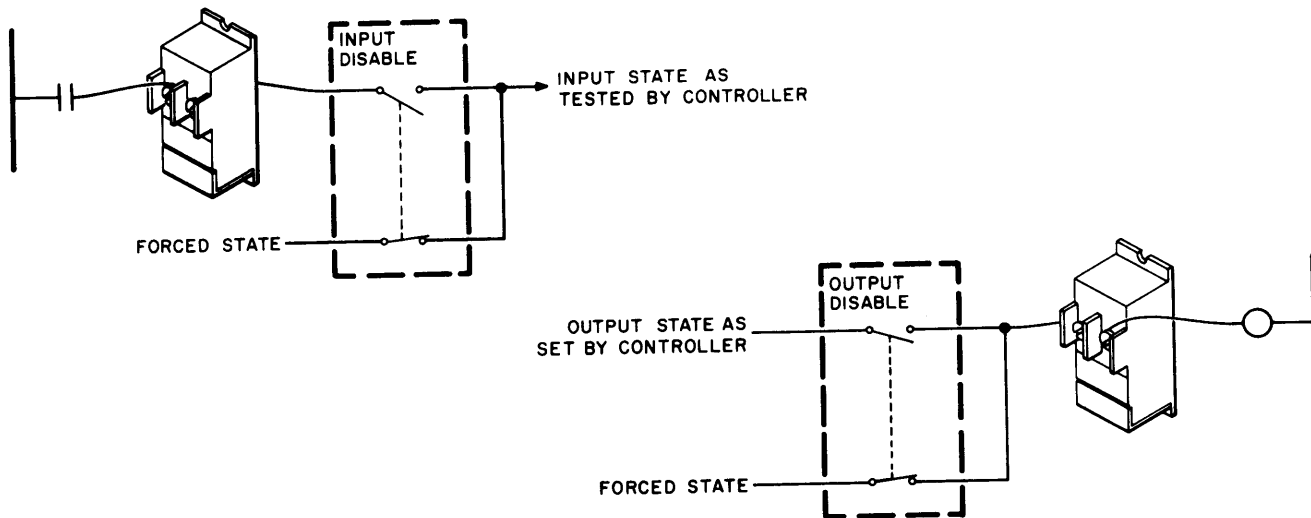 INPUT
DISABLE
INPUT STATE AS
TESTED BY CONTROLLER
FORCED STATE
OUTPUT
DISABLE
OUTPUT STATE AS
SET BY CONTROLLER
FORCED STATE